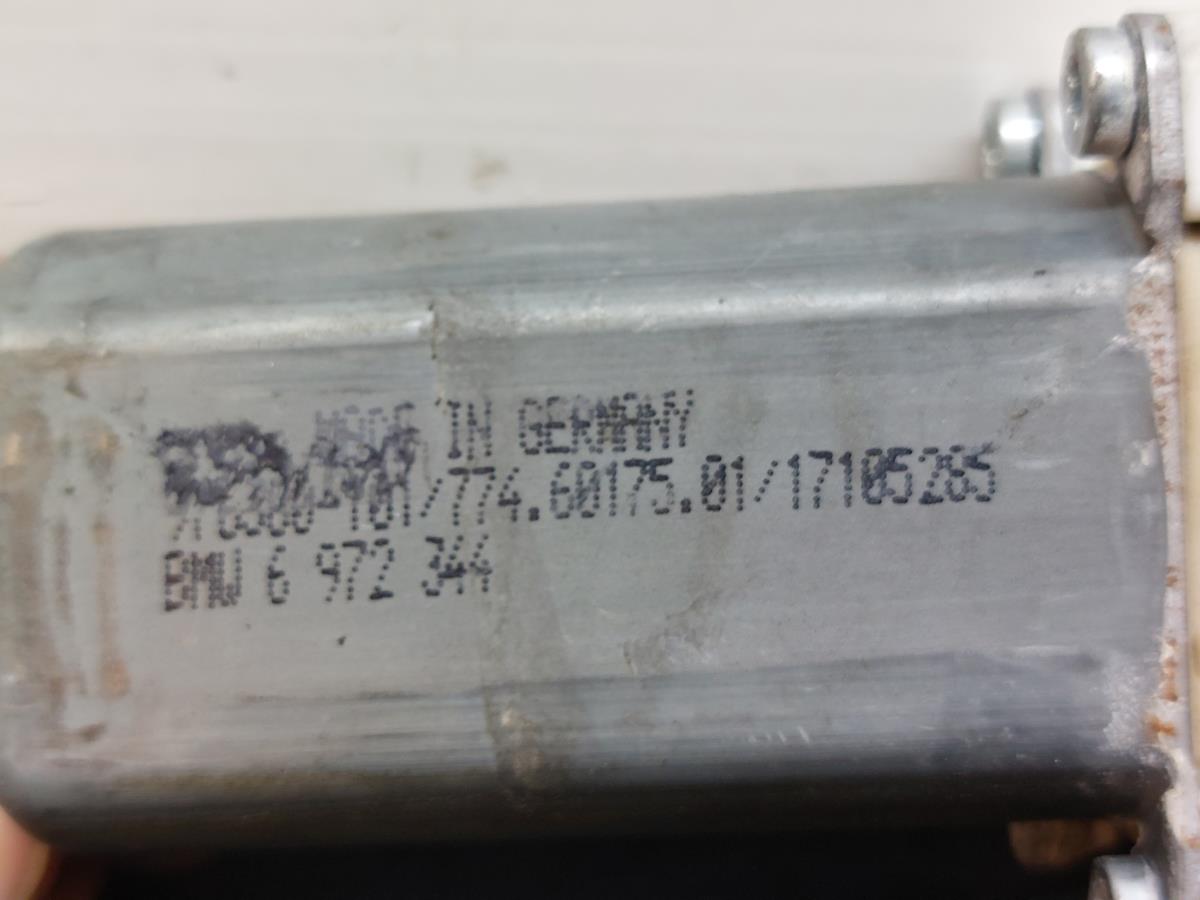 MADE IN GERMANY
/774.60175.01/17105265
BMW 6 972 344